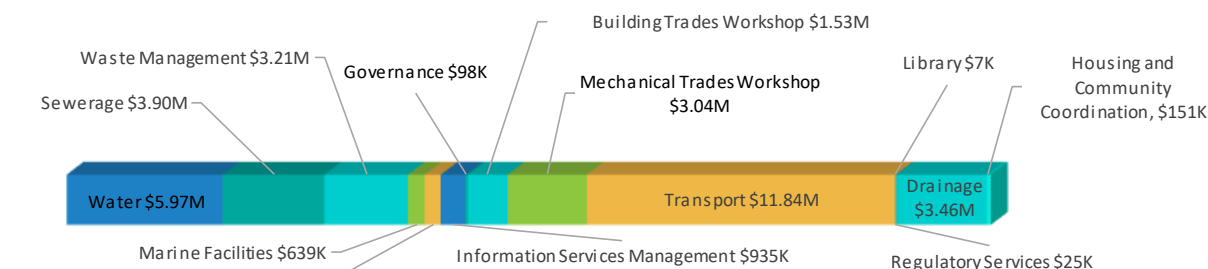 Building Trades Workshop $1.53M
Waste Management $3.21M
Governance $98K
Library $7K
Housing and
Community
Coordination, $151K
Mechanical Trades Workshop
$3.04M
Sewerage $3.90M
Water $5.97M
Transport $11.84M
Drainage
$3.46M
Marine Facilities $639K
Information Services Management $935K
Regulatory Services $25K